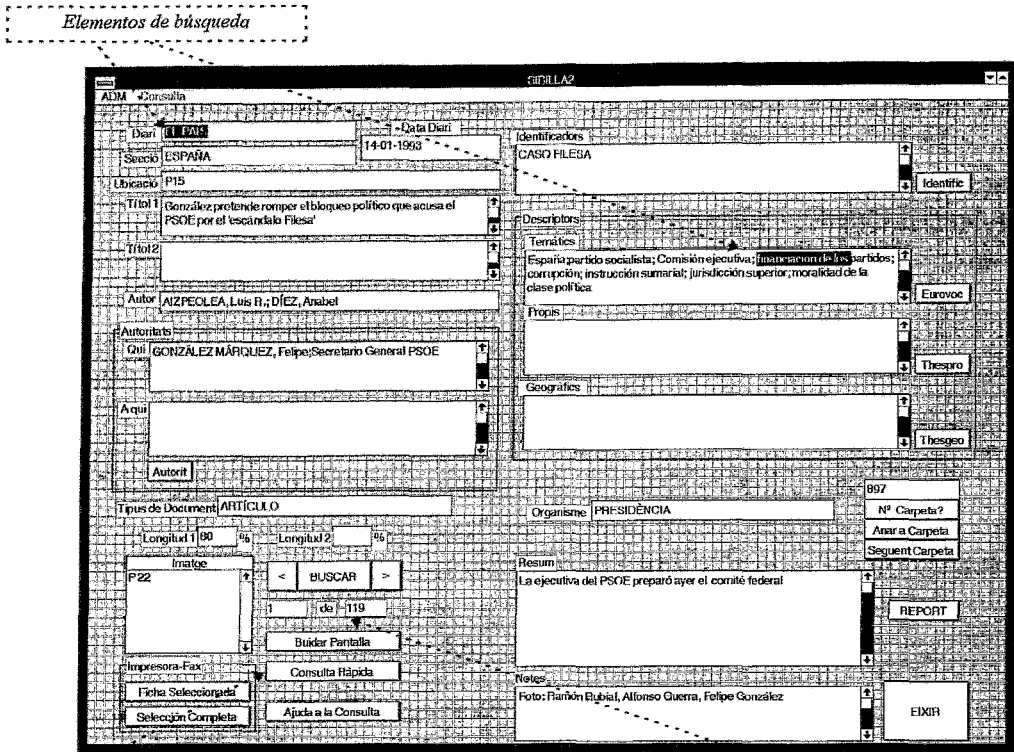 Elementos de búsqueda
SIBILLA2
ADM Consulta
Diari EL PAIS
Data Diari
14-01-1993
Secció ESPAÑA
Ubicació P15
Títol 1 González pretende romper el bloqueo político que acusa el
PSOE por el 'escándalo Filesa'
Títol 2
Autor AIZPEOLEA, Luis R.; DÍEZ, Anabel
Autoritats
Qui GONZÁLEZ MÁRQUEZ, Felipe;Secretario General PSOE
A qui
Autorit
Tipus de Document ARTÍCULO
Longitud 1 80 % Longitud 2 %
Imatge
P22
< BUSCAR >
1 de 119
Buidar Pantalla
Consulta Ràpida
Ajuda a la Consulta
Impresora-Fax
Ficha Seleccionada
Selección Completa
Identificadors
CASO FILESA
Identific
Descriptors
Temàtics
España:partido socialista; Comisión ejecutiva; financiacion de los partidos;
corrupción; instrucción sumarial; jurisdicción superior; moralidad de la
clase política
Eurovoc
Propis
Thespro
Geogràfics
Thesgeo
Organisme PRESIDÈNCIA
897
Nº Carpeta?
Anar a Carpeta
Seguent Carpeta
Resum
La ejecutiva del PSOE preparó ayer el comité federal
REPORT
Notes
Foto: Ramón Rubial, Alfonso Guerra, Felipe González
EIXIR